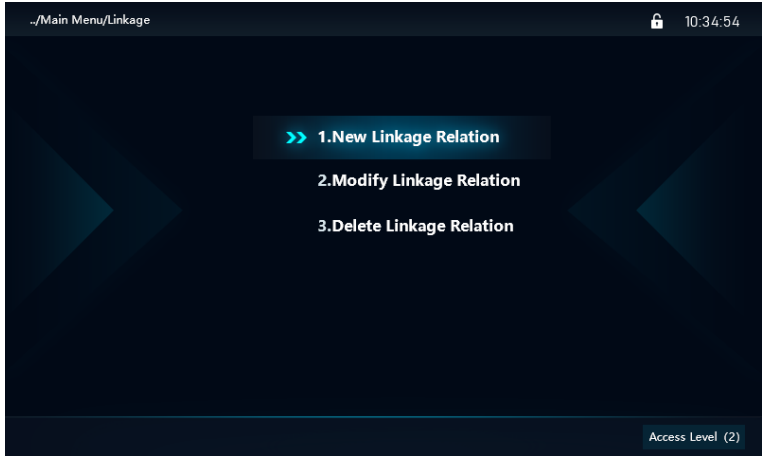 ../Main Menu/Linkage
10:34:54
1.New Linkage Relation
2.Modify Linkage Relation
3.Delete Linkage Relation
Access Level (2)